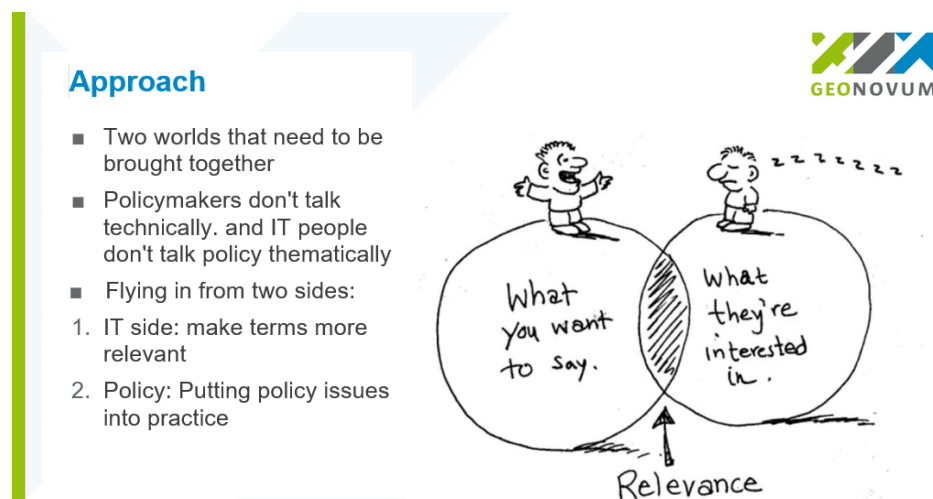 Approach
GEONOVUM
■ Two worlds that need to be
brought together
■ Policymakers don't talk
technically. and IT people
don't talk policy thematically
■ Flying in from two sides:
1. IT side: make terms more
relevant
2. Policy: Putting policy issues
into practice
z z z z z z z
What
you want
to say.
What
they're
interested
in.
Relevance